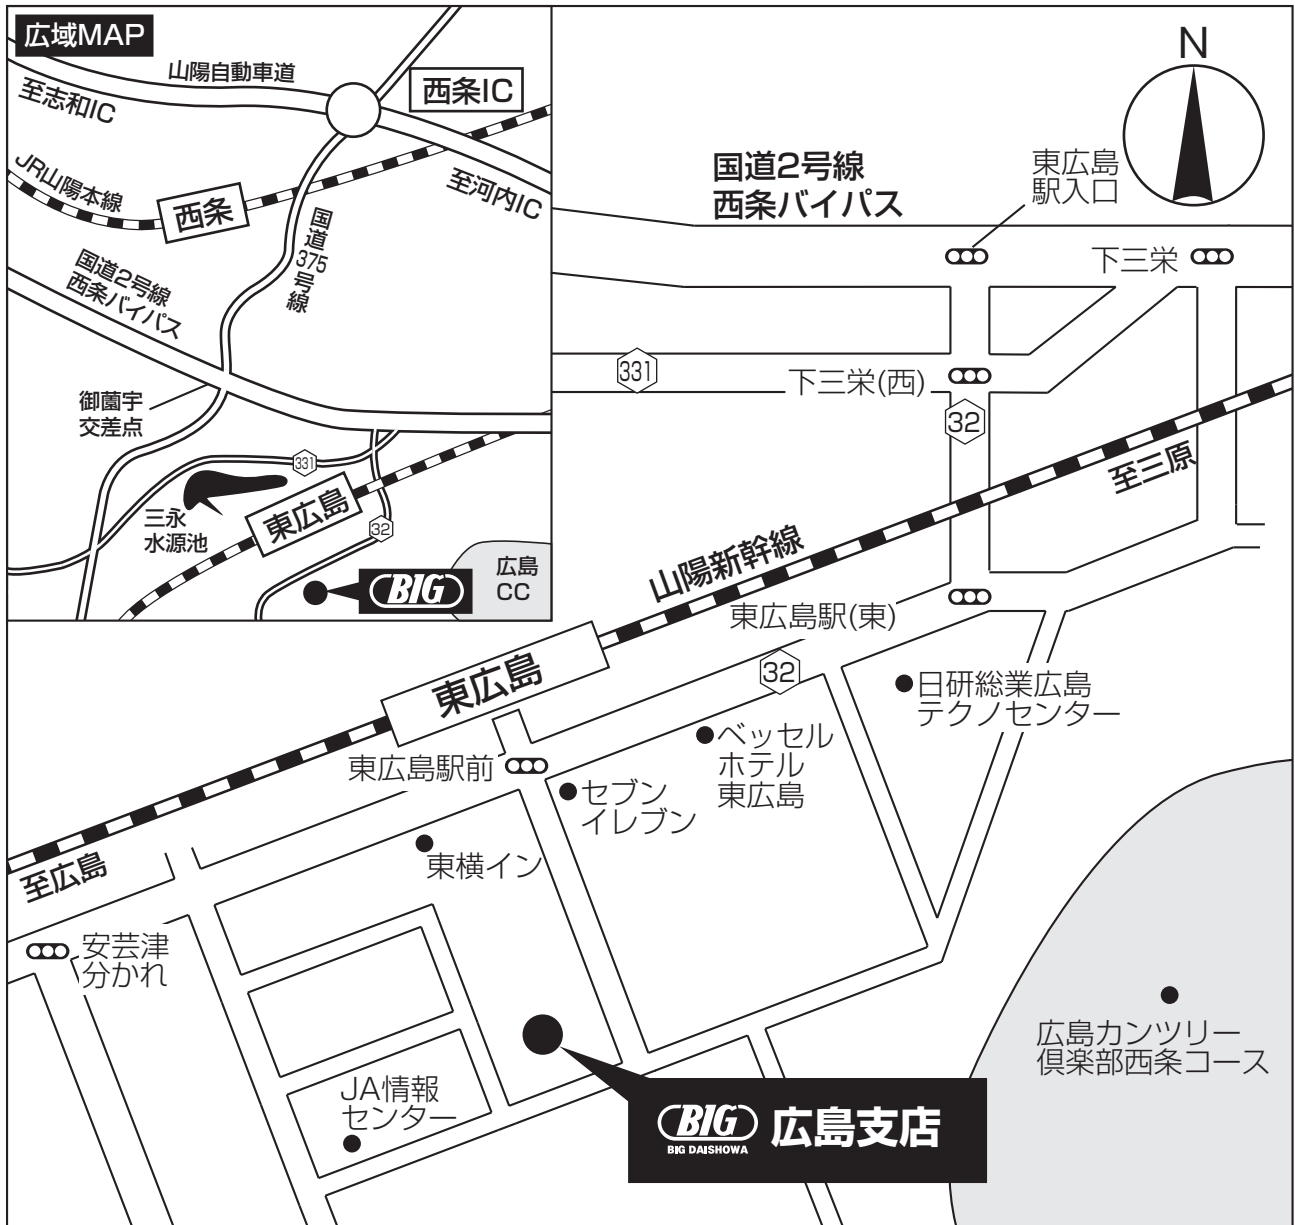 広域MAP
山陽自動車道
西条IC
至志和IC
JR山陽本線
西条
至河内IC
国道375号線
国道2号線
西条バイパス
御薗宇
交差点
331
三永
水源池
東広島
32
BIG
広島
CC
N
国道2号線
西条バイパス
東広島
駅入口
下三栄
331
下三栄(西)
32
至三原
山陽新幹線
東広島駅(東)
東広島
32
日研総業広島
テクノセンター
ベッセル
ホテル
東広島
東広島駅前
セブン
イレブン
東横イン
至広島
安芸津
分かれ
広島カンツリー
倶楽部西条コース
JA情報
センター
BIG
BIG DAISHOWA
広島支店